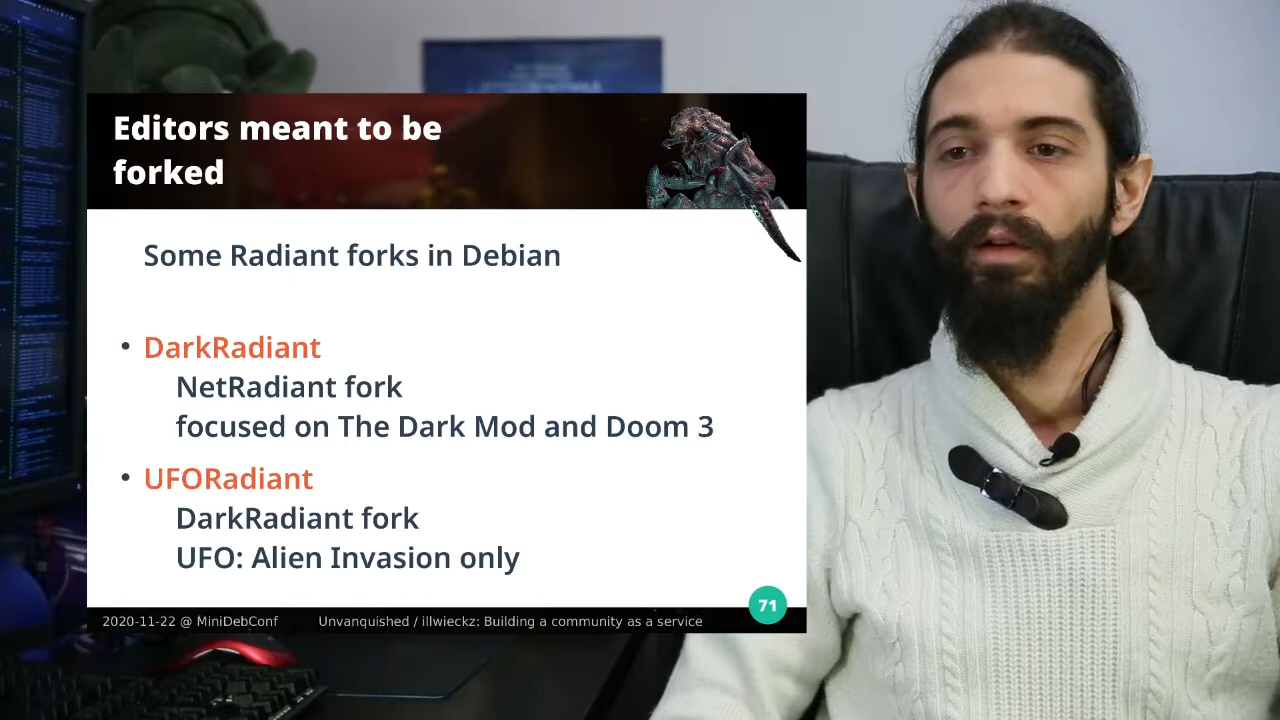 Editors meant to be
forked
Some Radiant forks in Debian
• DarkRadiant
NetRadiant fork
focused on The Dark Mod and Doom 3
• UFORadiant
DarkRadiant fork
UFO: Alien Invasion only
71
2020-11-22 @ MiniDebConf
Unvanquished / illwieckz: Building a community as a service